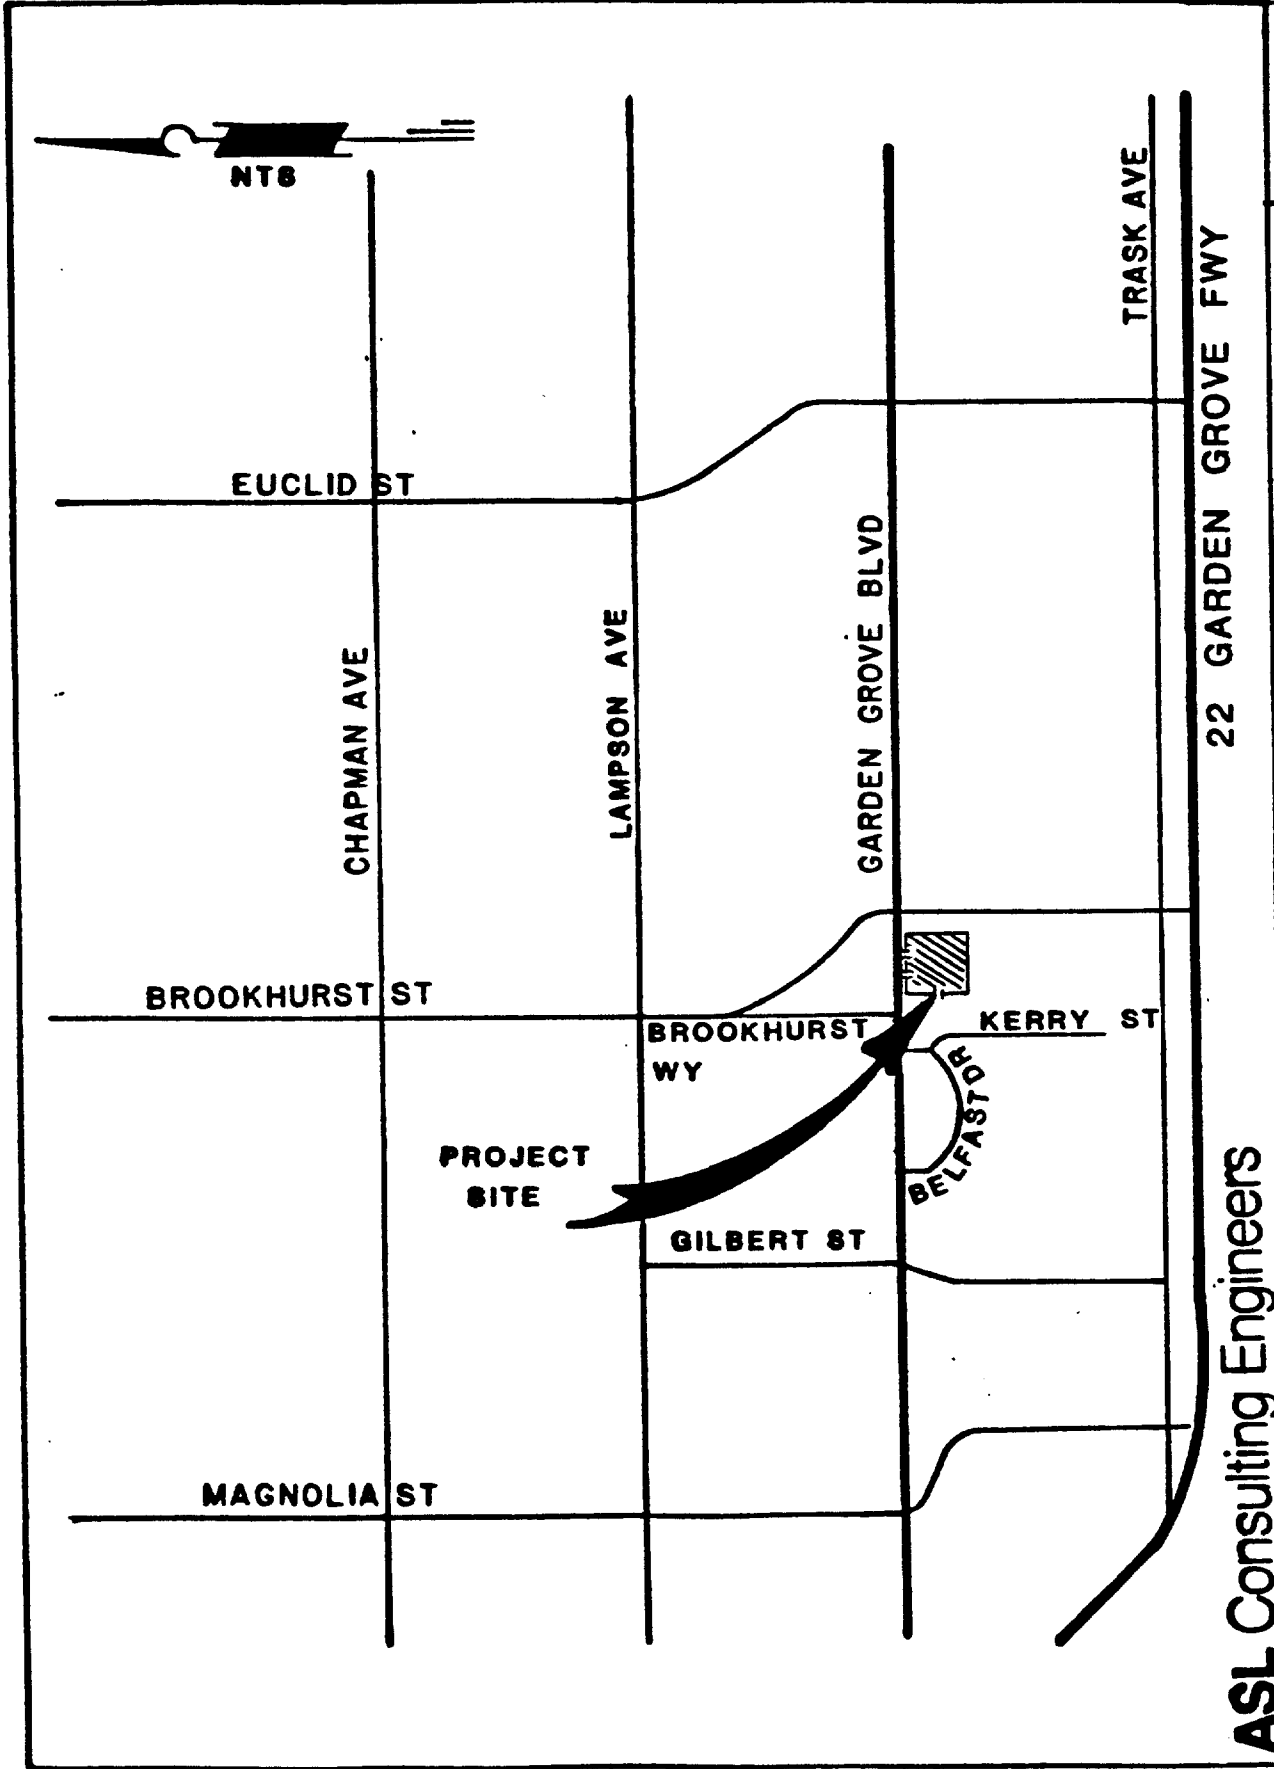 NTS
TRASK AVE
22 GARDEN GROVE FWY
EUCLID ST
GARDEN GROVE BLVD
LAMPSON AVE
CHAPMAN AVE
BROOKHURST ST
BROOKHURST
WY
KERRY ST
BELFAST DR
PROJECT
SITE
GILBERT ST
MAGNOLIA ST
ASL Consulting Engineers